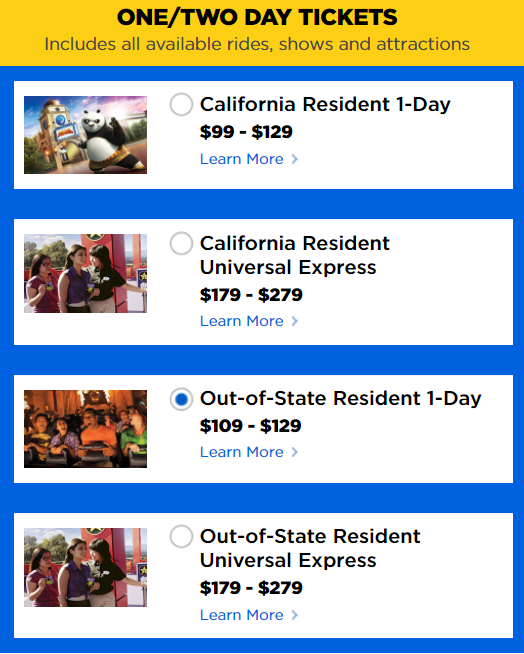 ONE/TWO DAY TICKETS
Includes all available rides, shows and attractions
California Resident 1-Day
$99 - $129
Learn More
California Resident
Universal Express
$179 - $279
Learn More
Out-of-State Resident 1-Day
$109 - $129
Learn More
Out-of-State Resident
Universal Express
$179 - $279
Learn More